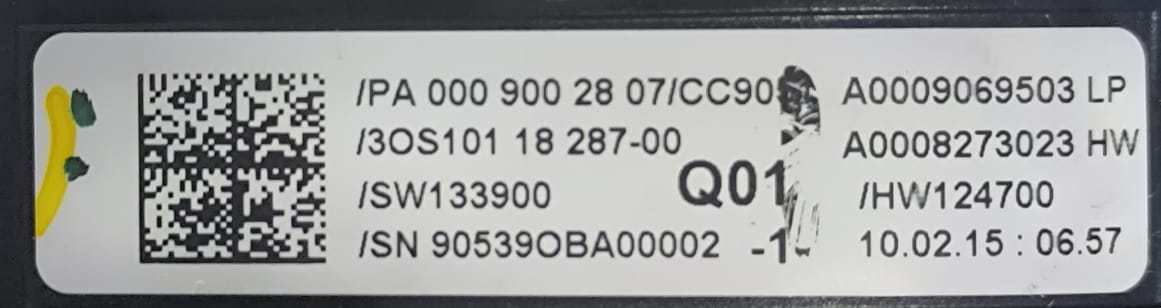 /PA 000 900 28 07/CC90 A0009069503 LP
/3OS101 18 287-00 A0008273023 HW
/SW133900 Q01 /HW124700
/SN 90539OBA00002 -1- 10.02.15 : 06.57